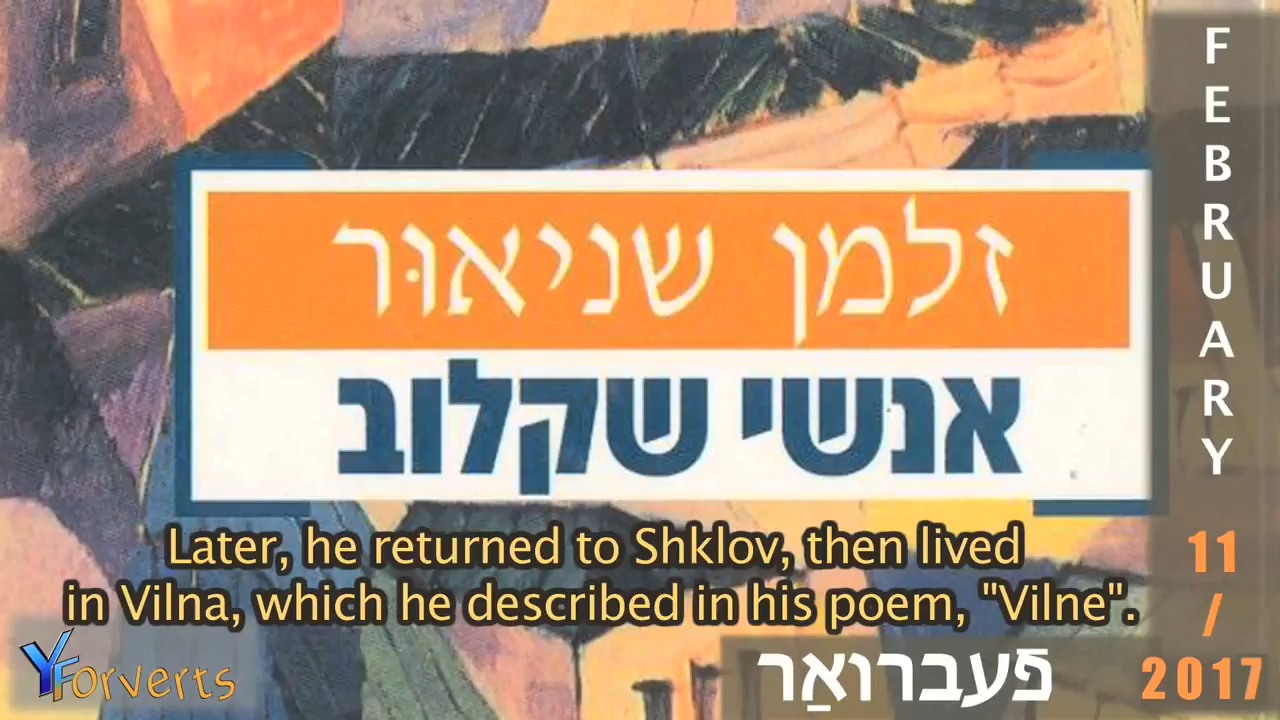 זלמן שניאוּר
אנשי שקלוב
Later, he returned to Shklov, then lived
in Vilna, which he described in his poem, "Vilne".
YForverts
פֿעברואַר
FEBRUARY
11
/
2017